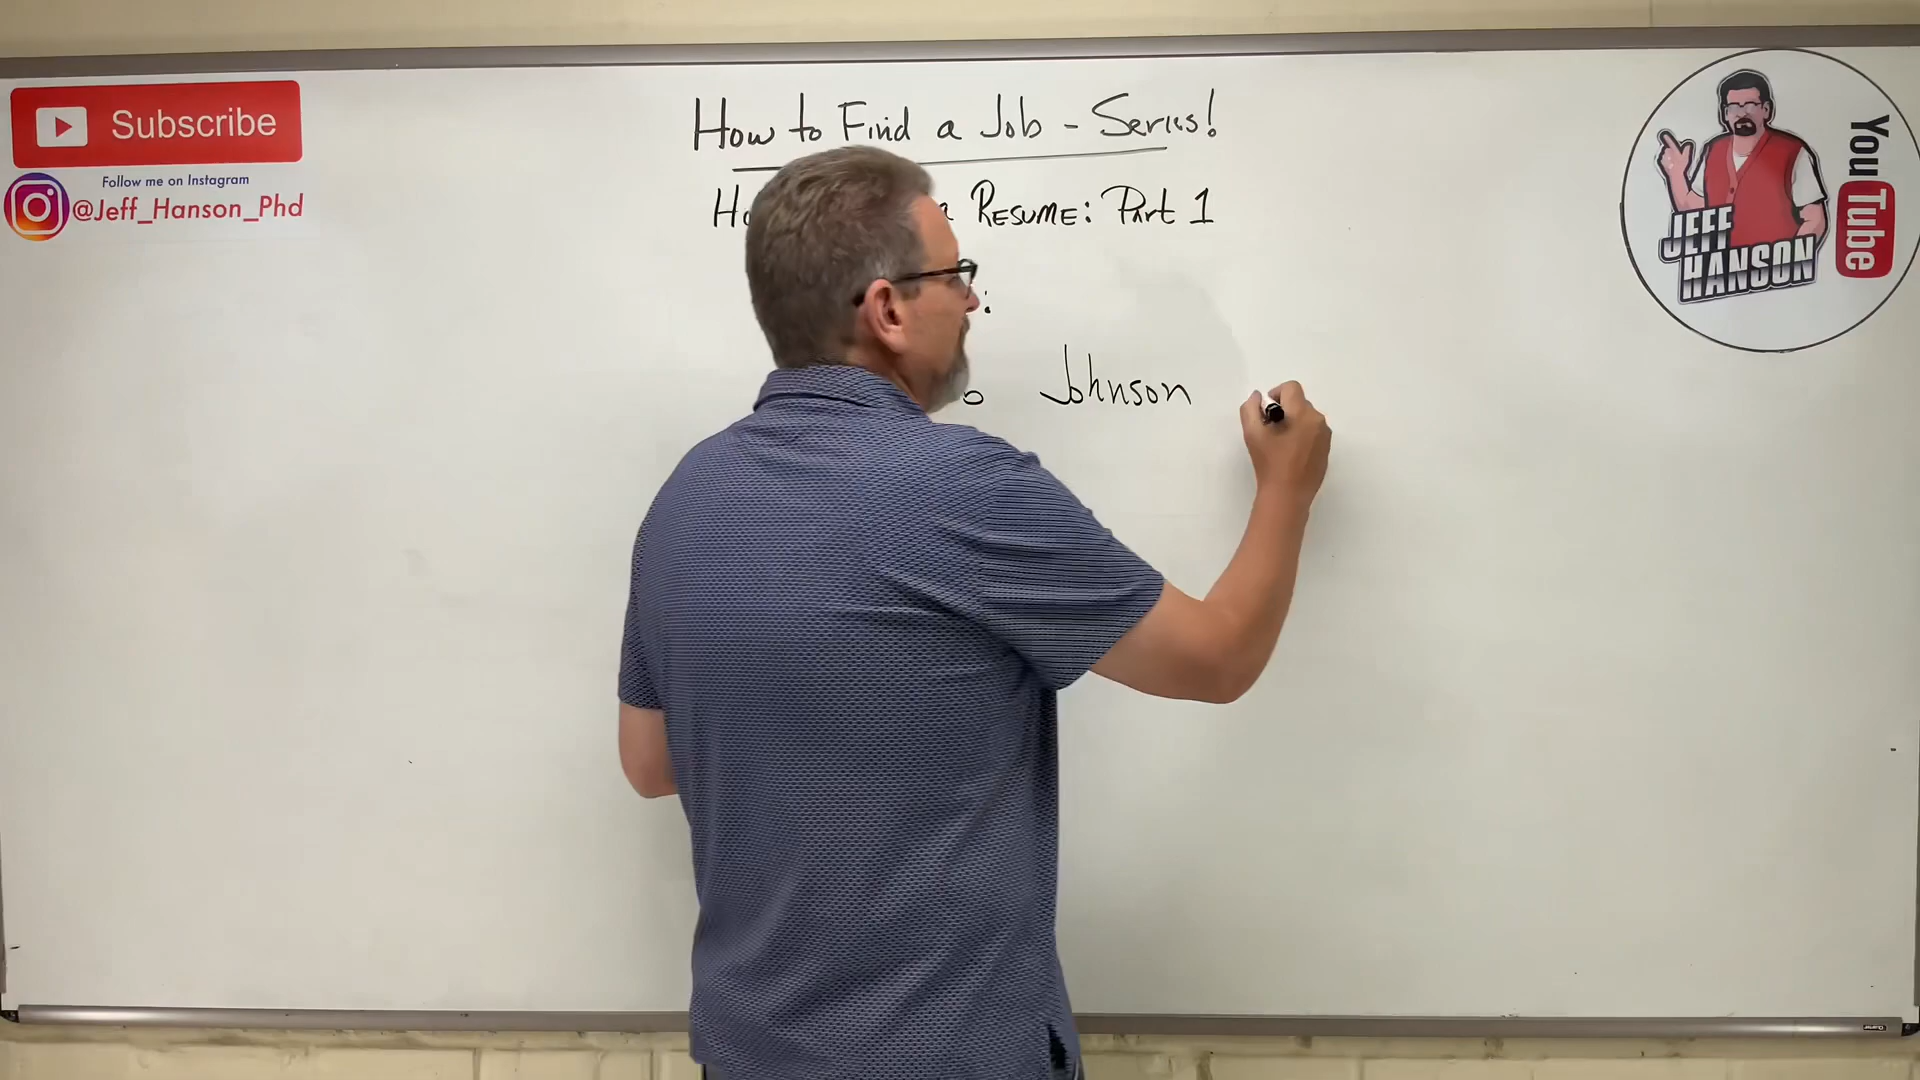 Subscribe
Follow me on Instagram
@Jeff_Hanson_Phd
How to Find a Job - Series!
RESUME: Part 1
:
Johnson
JEFF
HANSON
YouTube